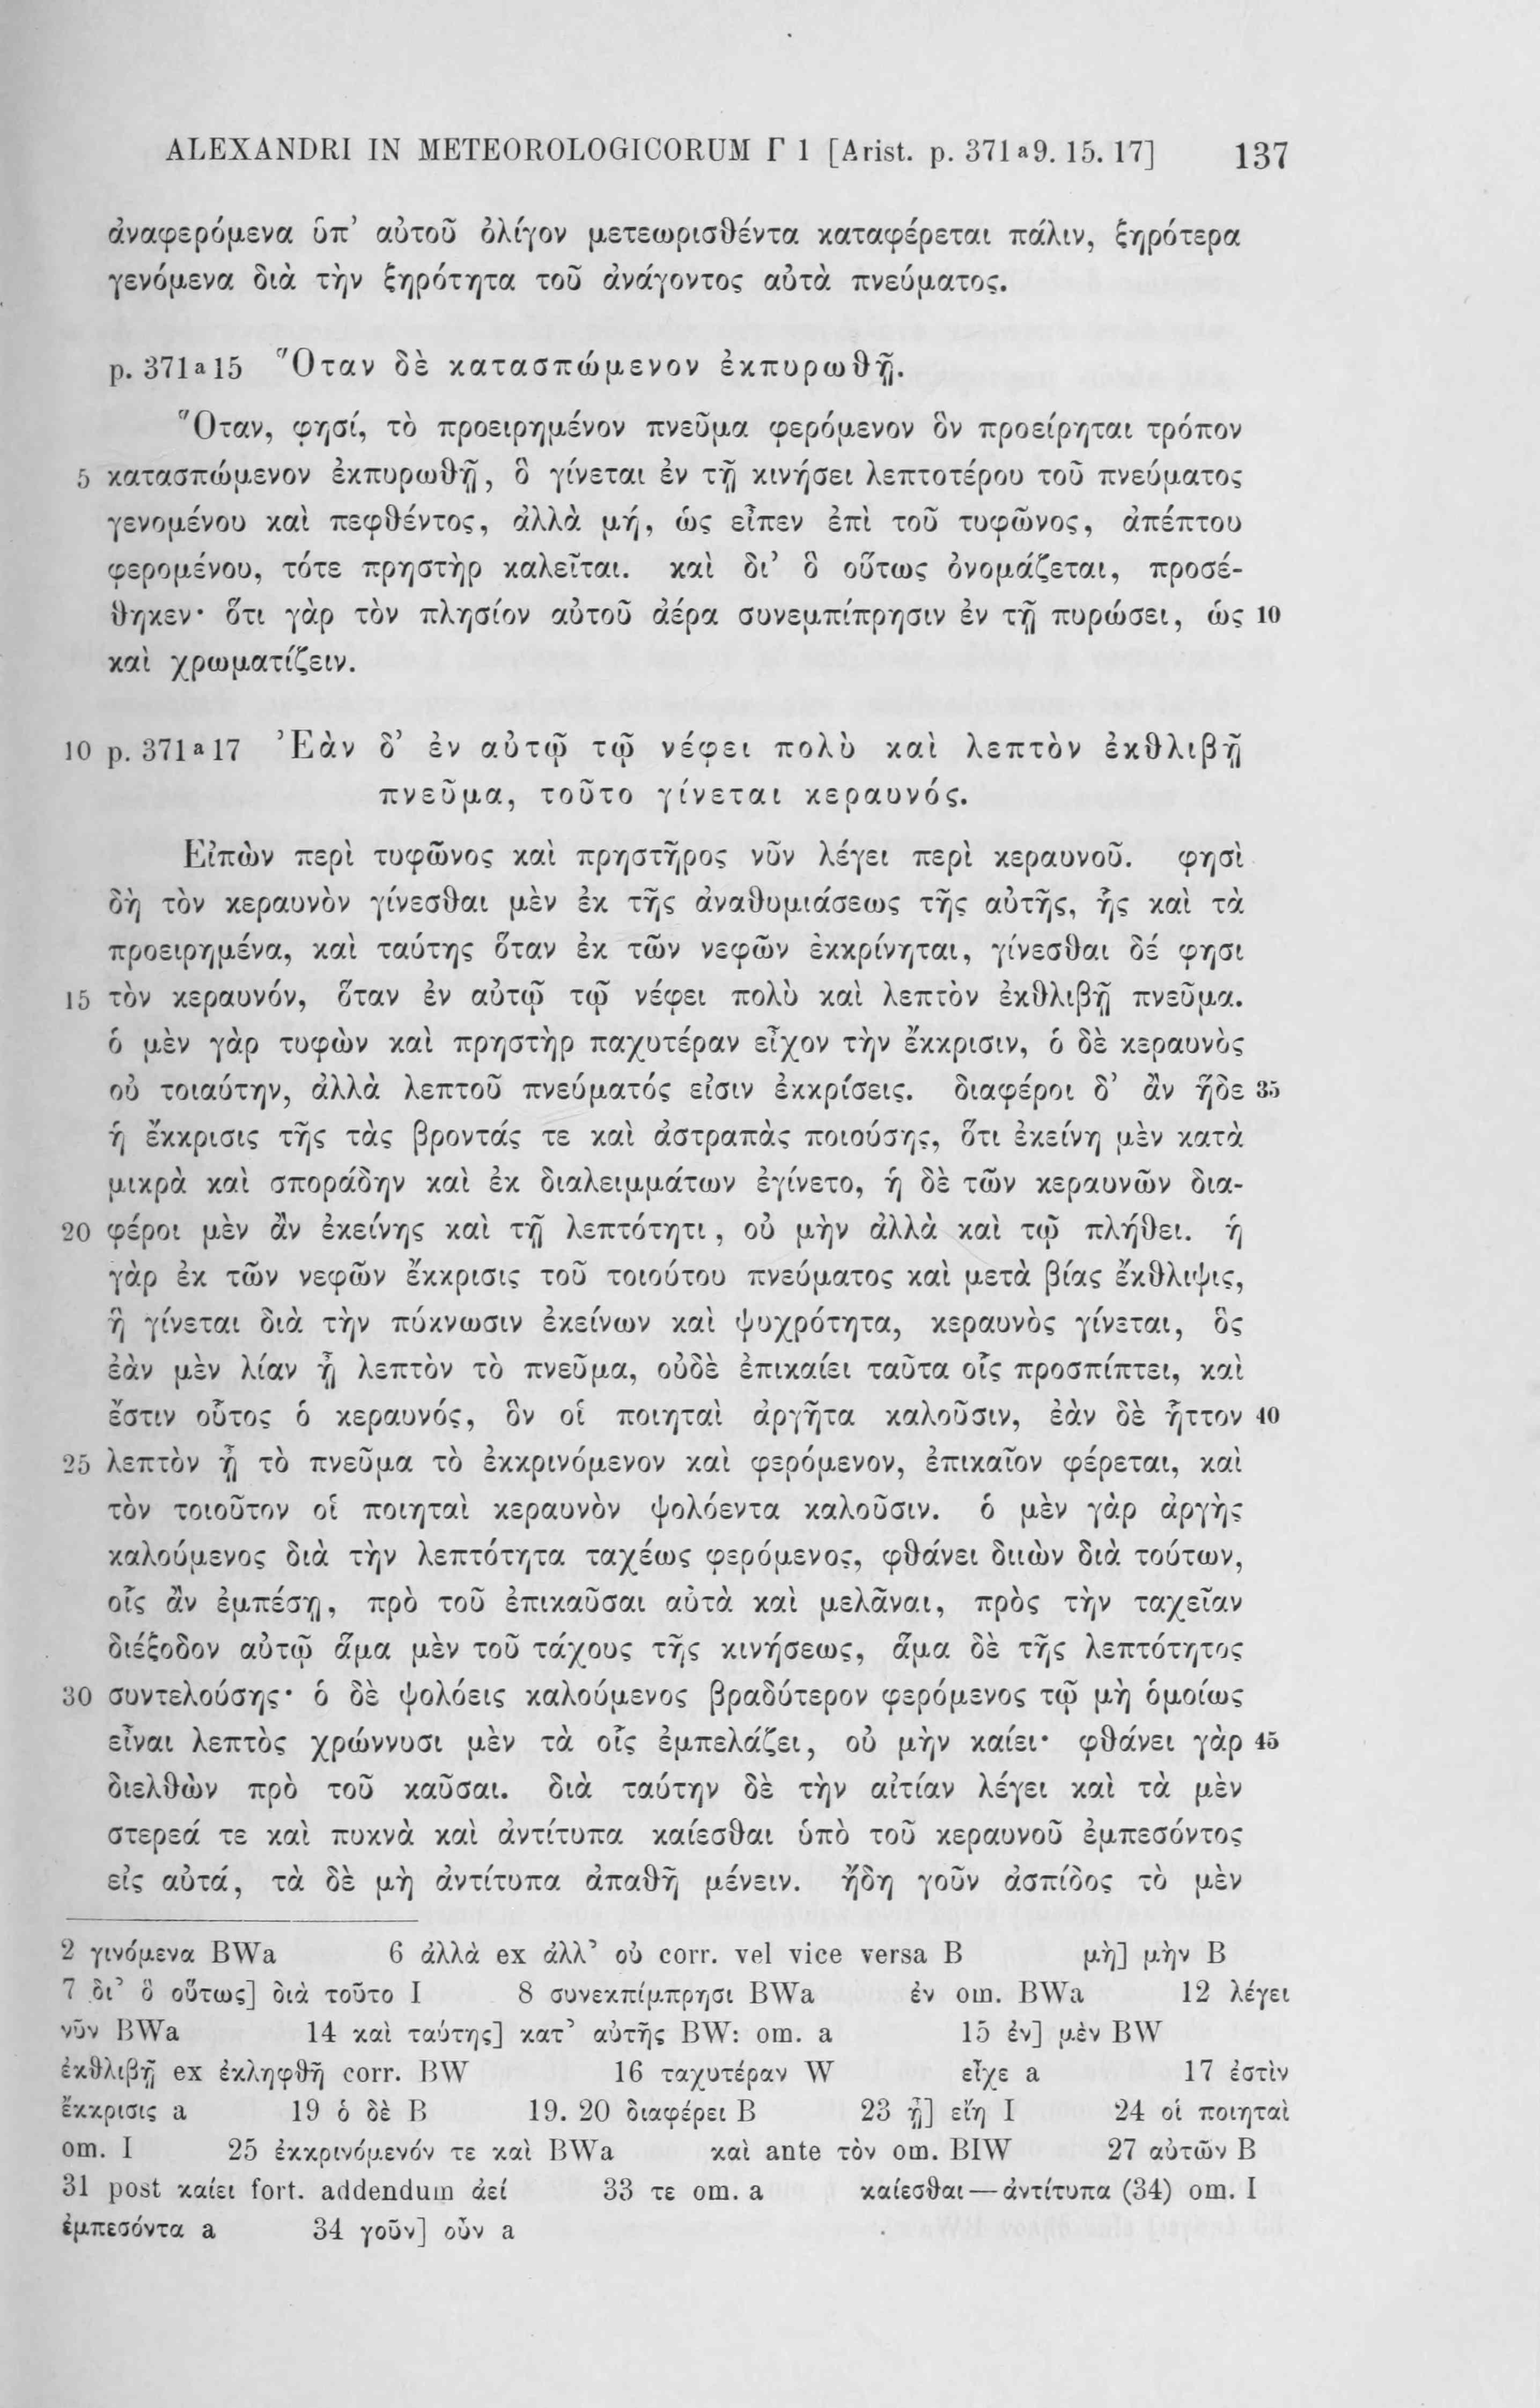 ALEXANDRI IN METEOROLOGICORUM Γ 1 [Arist. p. 371 a 9. 15. 17] 137
ἀναφερόμενα ὑπ’ αὐτοῦ ὀλίγον μετεωρισθέντα καταφέρεται πάλιν, ξηρότερα
γενόμενα διὰ τὴν ξηρότητα τοῦ ἀνάγοντος αὐτὰ πνεύματος.
p. 371 a 15 Ὅταν δὲ κατασπώμενον ἐκπυρωθῇ.
Ὅταν, φησί, τὸ προειρημένον πνεῦμα φερόμενον ὃν προείρηται τρόπον
5 κατασπώμενον ἐκπυρωθῇ, ὃ γίνεται ἐν τῇ κινήσει λεπτοτέρου τοῦ πνεύματος
γενομένου καὶ πεφθέντος, ἀλλὰ μή, ὡς εἶπεν ἐπὶ τοῦ τυφῶνος, ἀπέπτου
φερομένου, τότε πρηστὴρ καλεῖται. καὶ δι’ ὃ οὕτως ὀνομάζεται, προσέ-
θηκεν· ὅτι γὰρ τὸν πλησίον αὐτοῦ ἀέρα συνεμπίπρησιν ἐν τῇ πυρώσει, ὡς 10
καὶ χρωματίζειν.
10 p. 371 a 17 Ἐὰν δ’ ἐν αὐτῷ τῷ νέφει πολὺ καὶ λεπτὸν ἐκθλιβῇ
πνεῦμα, τοῦτο γίνεται κεραυνός.
Εἰπὼν περὶ τυφῶνος καὶ πρηστῆρος νῦν λέγει περὶ κεραυνοῦ. φησὶ
δὴ τὸν κεραυνὸν γίνεσθαι μὲν ἐκ τῆς ἀναθυμιάσεως τῆς αὐτῆς, ἧς καὶ τὰ
προειρημένα, καὶ ταύτης ὅταν ἐκ τῶν νεφῶν ἐκκρίνηται, γίνεσθαι δέ φησι
15 τὸν κεραυνόν, ὅταν ἐν αὐτῷ τῷ νέφει πολὺ καὶ λεπτὸν ἐκθλιβῇ πνεῦμα.
ὁ μὲν γὰρ τυφὼν καὶ πρηστὴρ παχυτέραν εἶχον τὴν ἔκκρισιν, ὁ δὲ κεραυνὸς
οὐ τοιαύτην, ἀλλὰ λεπτοῦ πνεύματός εἰσιν ἐκκρίσεις. διαφέροι δ’ ἂν ἥδε 35
ἡ ἔκκρισις τῆς τὰς βροντάς τε καὶ ἀστραπὰς ποιούσης, ὅτι ἐκείνη μὲν κατὰ
μικρὰ καὶ σποράδην καὶ ἐκ διαλειμμάτων ἐγίνετο, ἡ δὲ τῶν κεραυνῶν δια-
20 φέροι μὲν ἂν ἐκείνης καὶ τῇ λεπτότητι, οὐ μὴν ἀλλὰ καὶ τῷ πλήθει. ἡ
γὰρ ἐκ τῶν νεφῶν ἔκκρισις τοῦ τοιούτου πνεύματος καὶ μετὰ βίας ἔκθλιψις,
ἣ γίνεται διὰ τὴν πύκνωσιν ἐκείνων καὶ ψυχρότητα, κεραυνὸς γίνεται, ὃς
ἐὰν μὲν λίαν ᾖ λεπτὸν τὸ πνεῦμα, οὐδὲ ἐπικαίει ταῦτα οἷς προσπίπτει, καὶ
ἔστιν οὗτος ὁ κεραυνός, ὃν οἱ ποιηταὶ ἀργῆτα καλοῦσιν, ἐὰν δὲ ἧττον 40
25 λεπτὸν ᾖ τὸ πνεῦμα τὸ ἐκκρινόμενον καὶ φερόμενον, ἐπικαῖον φέρεται, καὶ
τὸν τοιοῦτον οἱ ποιηταὶ κεραυνὸν ψολόεντα καλοῦσιν. ὁ μὲν γὰρ ἀργὴς
καλούμενος διὰ τὴν λεπτότητα ταχέως φερόμενος, φθάνει διιὼν διὰ τούτων,
οἷς ἂν ἐμπέσῃ, πρὸ τοῦ ἐπικαῦσαι αὐτὰ καὶ μελᾶναι, πρὸς τὴν ταχεῖαν
διέξοδον αὐτῷ ἅμα μὲν τοῦ τάχους τῆς κινήσεως, ἅμα δὲ τῆς λεπτότητος
30 συντελούσης· ὁ δὲ ψολόεις καλούμενος βραδύτερον φερόμενος τῷ μὴ ὁμοίως
εἶναι λεπτὸς χρώννυσι μὲν τὰ οἷς ἐμπελάζει, οὐ μὴν καίει· φθάνει γὰρ 45
διελθὼν πρὸ τοῦ καῦσαι. διὰ ταύτην δὲ τὴν αἰτίαν λέγει καὶ τὰ μὲν
στερεά τε καὶ πυκνὰ καὶ ἀντίτυπα καίεσθαι ὑπὸ τοῦ κεραυνοῦ ἐμπεσόντος
εἰς αὐτά, τὰ δὲ μὴ ἀντίτυπα ἀπαθῆ μένειν. ἤδη γοῦν ἀσπίδος τὸ μὲν
2 γινόμενα BWa 6 ἀλλὰ ex ἀλλ’ οὐ corr. vel vice versa B μὴ] μὴν B
7 δι’ ὃ οὕτως] διὰ τοῦτο I 8 συνεκπίμπρησι BWa ἐν om. BWa 12 λέγει
νῦν BWa 14 καὶ ταύτης] κατ’ αὐτῆς BW: om. a 15 ἐν] μὲν BW
ἐκθλιβῇ ex ἐκληφθῇ corr. BW 16 ταχυτέραν W εἶχε a 17 ἐστὶν
ἔκκρισις a 19 ὁ δὲ B 19. 20 διαφέρει B 23 ᾖ] εἴη I 24 οἱ ποιηταὶ
om. I 25 ἐκκρινόμενόν τε καὶ BWa καὶ ante τὸν om. BIW 27 αὐτῶν B
31 post καίει fort. addendum ἀεί 33 τε om. a καίεσθαι — ἀντίτυπα (34) om. I
ἐμπεσόντα a 34 γοῦν] οὖν a